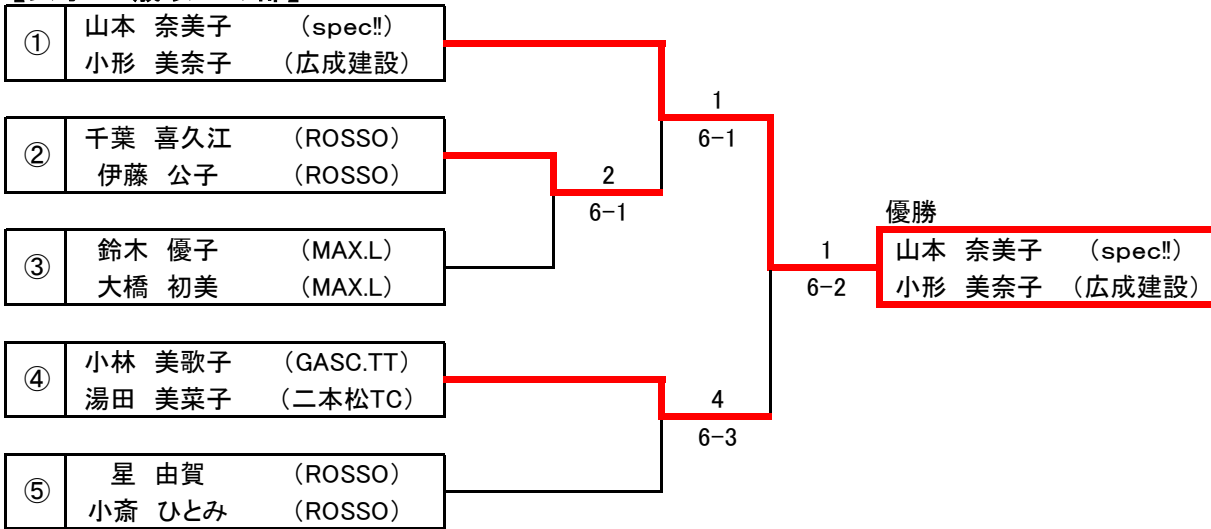 ① 山本 奈美子 (spec!!)
小形 美奈子 (広成建設)
② 千葉 喜久江 (ROSSO)
伊藤 公子 (ROSSO)
③ 鈴木 優子 (MAX.L)
大橋 初美 (MAX.L)
④ 小林 美歌子 (GASC.TT)
湯田 美菜子 (二本松TC)
⑤ 星 由賀 (ROSSO)
小斎 ひとみ (ROSSO)
2
6-1
1
6-1
4
6-3
1
6-2
優勝
山本 奈美子 (spec!!)
小形 美奈子 (広成建設)